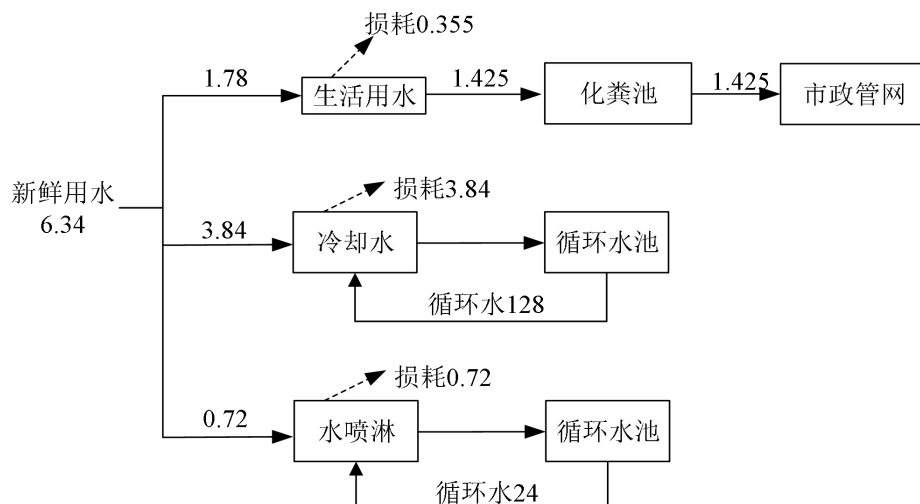 损耗0.355
1.78
生活用水
1.425
化粪池
1.425
市政管网
新鲜用水
6.34
损耗3.84
3.84
冷却水
循环水池
循环水128
损耗0.72
0.72
水喷淋
循环水池
循环水24